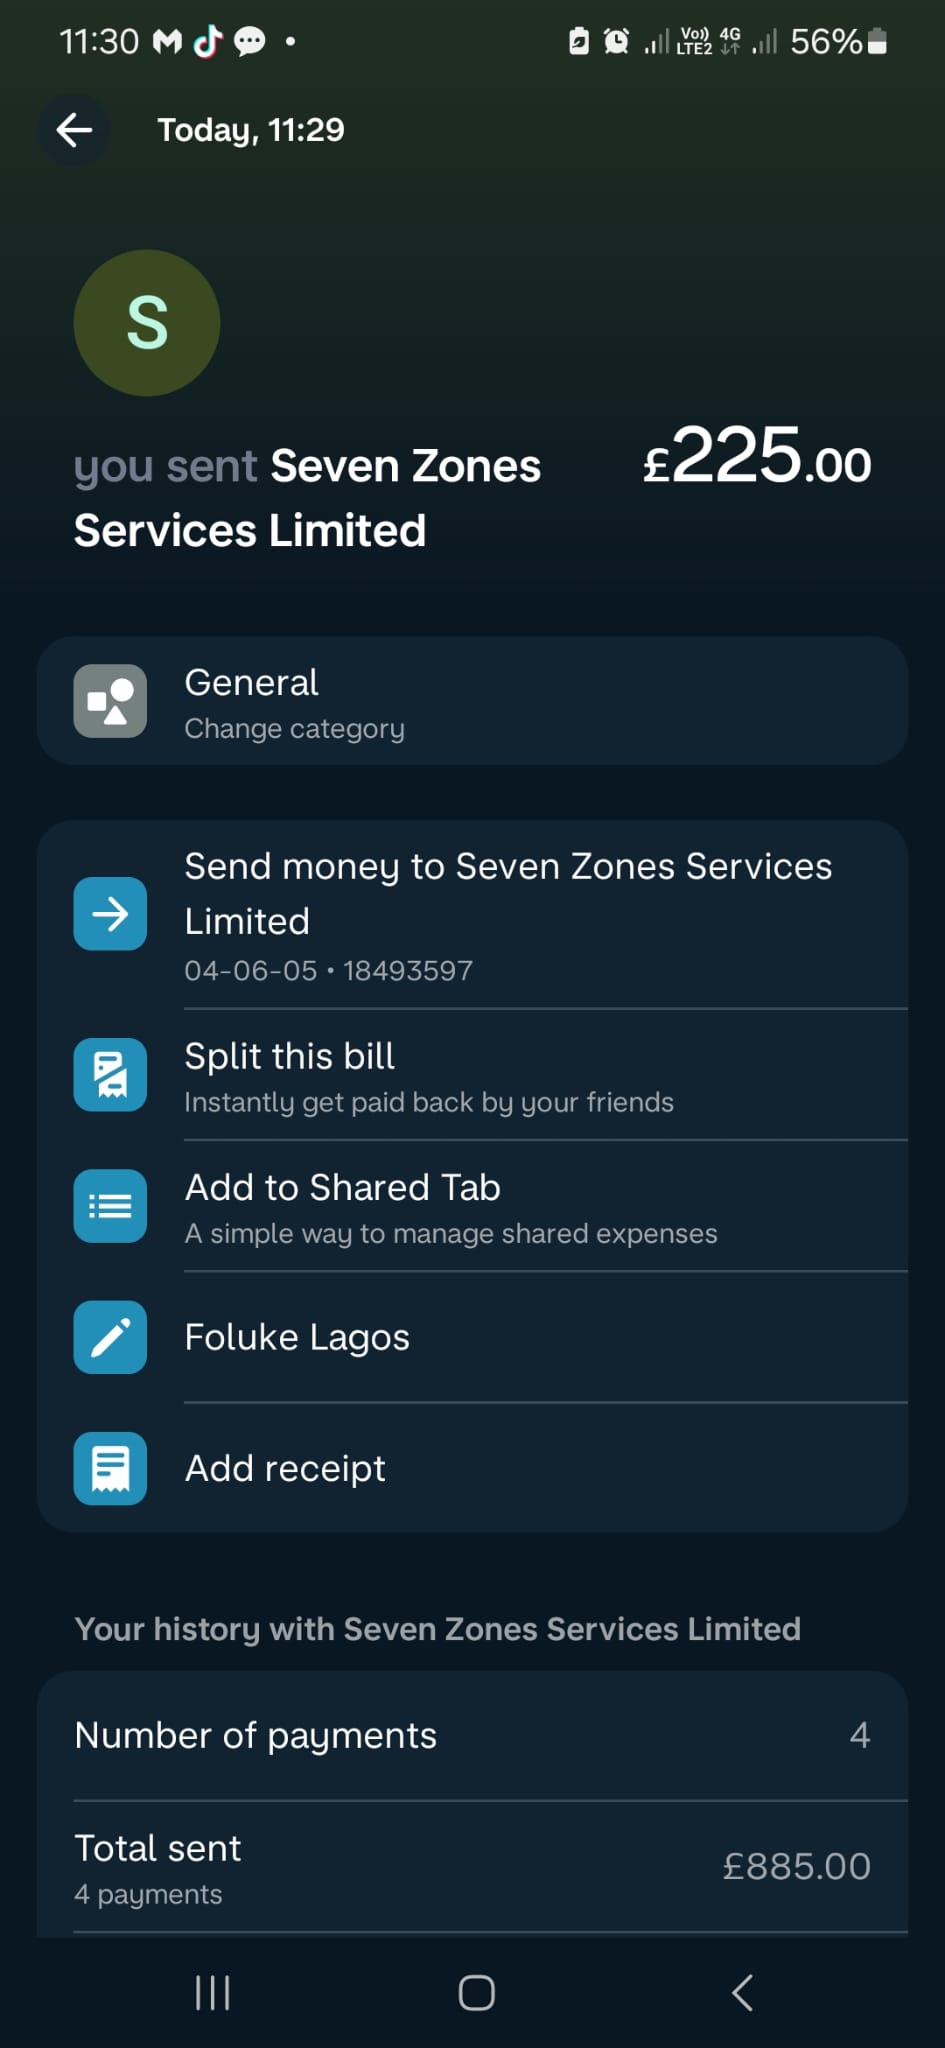 11:30
Vo)) LTE2 4G 56%
Today, 11:29
S
you sent Seven Zones £225.00
Services Limited
General
Change category
Send money to Seven Zones Services
Limited
04-06-05 • 18493597
Split this bill
Instantly get paid back by your friends
Add to Shared Tab
A simple way to manage shared expenses
Foluke Lagos
Add receipt
Your history with Seven Zones Services Limited
Number of payments 4
Total sent £885.00
4 payments